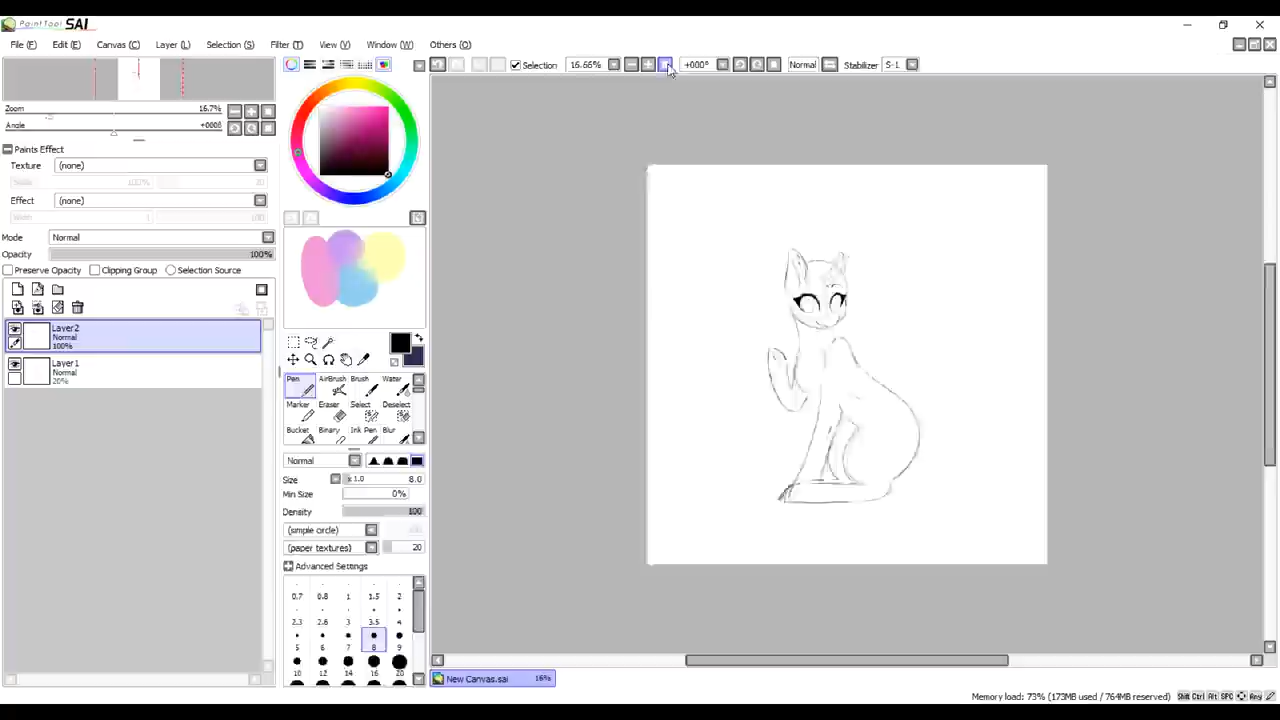 PaintTool SAI
File (F) Edit (E) Canvas (C) Layer (L) Selection (S) Filter (T) View (V) Window (W) Others (O)
Selection 16.66% +000° Normal Stabilizer S-1
Zoom 16.7%
Angle +000°
Paints Effect
Texture (none)
Effect (none)
Mode Normal
Opacity 100%
Preserve Opacity Clipping Group Selection Source
Layer2
Normal
100%
Layer1
Normal
20%
Pen AirBrush Brush Water
Marker Eraser Select Deselect
Bucket Binary Ink Pen Blur
Normal
Size x 1.0 8.0
Min Size 0%
Density 100
(simple circle)
(paper textures) 20
Advanced Settings
0.7 0.8 1 1.5 2
2.3 2.6 3 3.5 4
5 6 7 8 9
10 12 14 16 20
New Canvas.sai 16%
Memory load: 73% (173MB used / 764MB reserved) Shift Ctrl Alt SPC Any